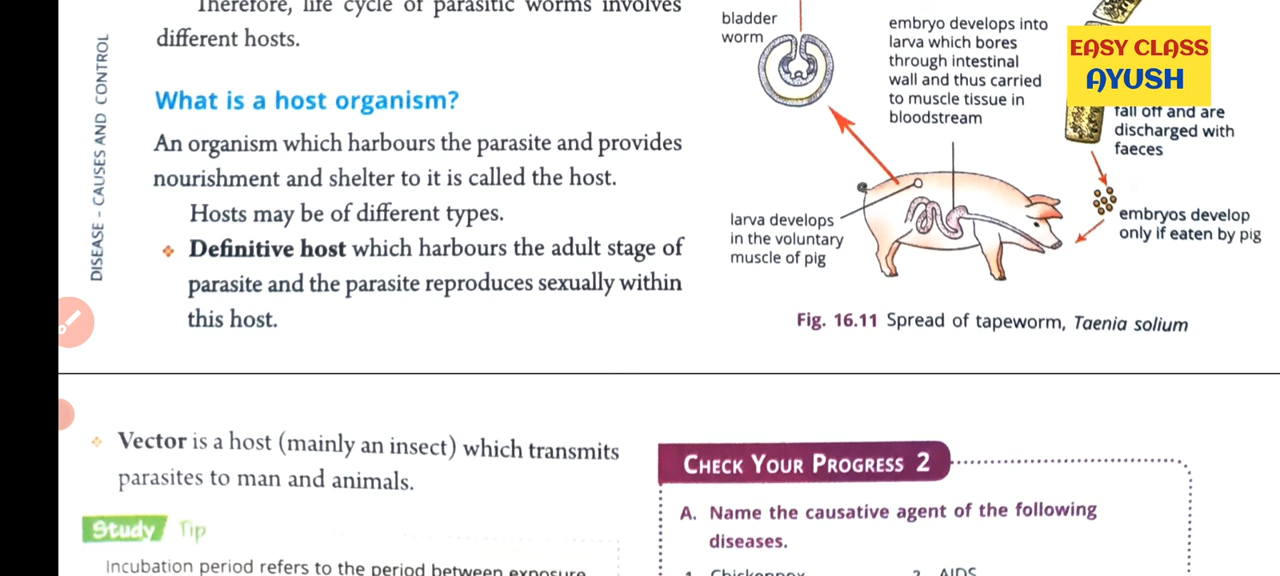 Therefore, life cycle of parasitic worms involves
different hosts.
What is a host organism?
An organism which harbours the parasite and provides
nourishment and shelter to it is called the host.
Hosts may be of different types.
❖ Definitive host which harbours the adult stage of
parasite and the parasite reproduces sexually within
this host.
DISEASE – CAUSES AND CONTROL
bladder
worm
embryo develops into
larva which bores
through intestinal
wall and thus carried
to muscle tissue in
bloodstream
EASY CLASS
AYUSH
fall off and are
discharged with
faeces
larva develops
in the voluntary
muscle of pig
embryos develop
only if eaten by pig
Fig. 16.11 Spread of tapeworm, Taenia solium
❖ Vector is a host (mainly an insect) which transmits
parasites to man and animals.
Study Tip
Incubation period refers to the period between exposure
CHECK YOUR PROGRESS 2
A. Name the causative agent of the following
diseases.
1. Chickenpox 2. AIDS